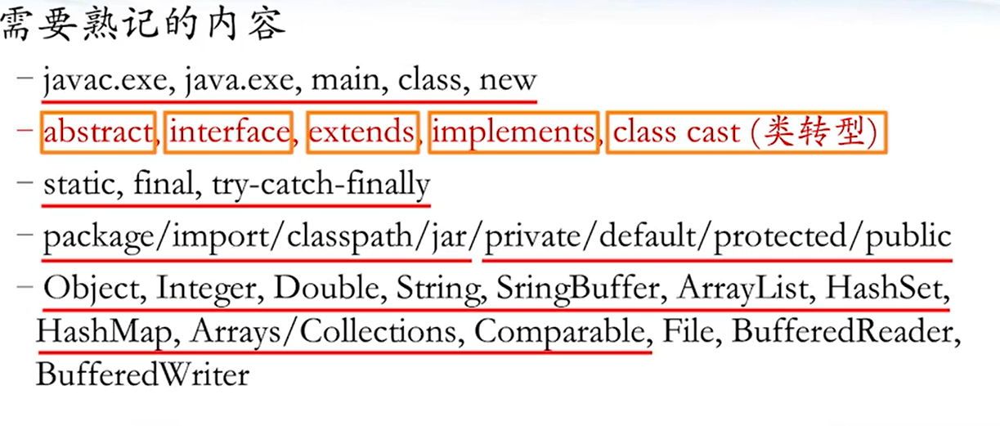 需要熟记的内容
– javac.exe, java.exe, main, class, new
– abstract, interface, extends, implements, class cast (类转型)
– static, final, try-catch-finally
– package/import/classpath/jar/private/default/protected/public
– Object, Integer, Double, String, SringBuffer, ArrayList, HashSet,
HashMap, Arrays/Collections, Comparable, File, BufferedReader,
BufferedWriter